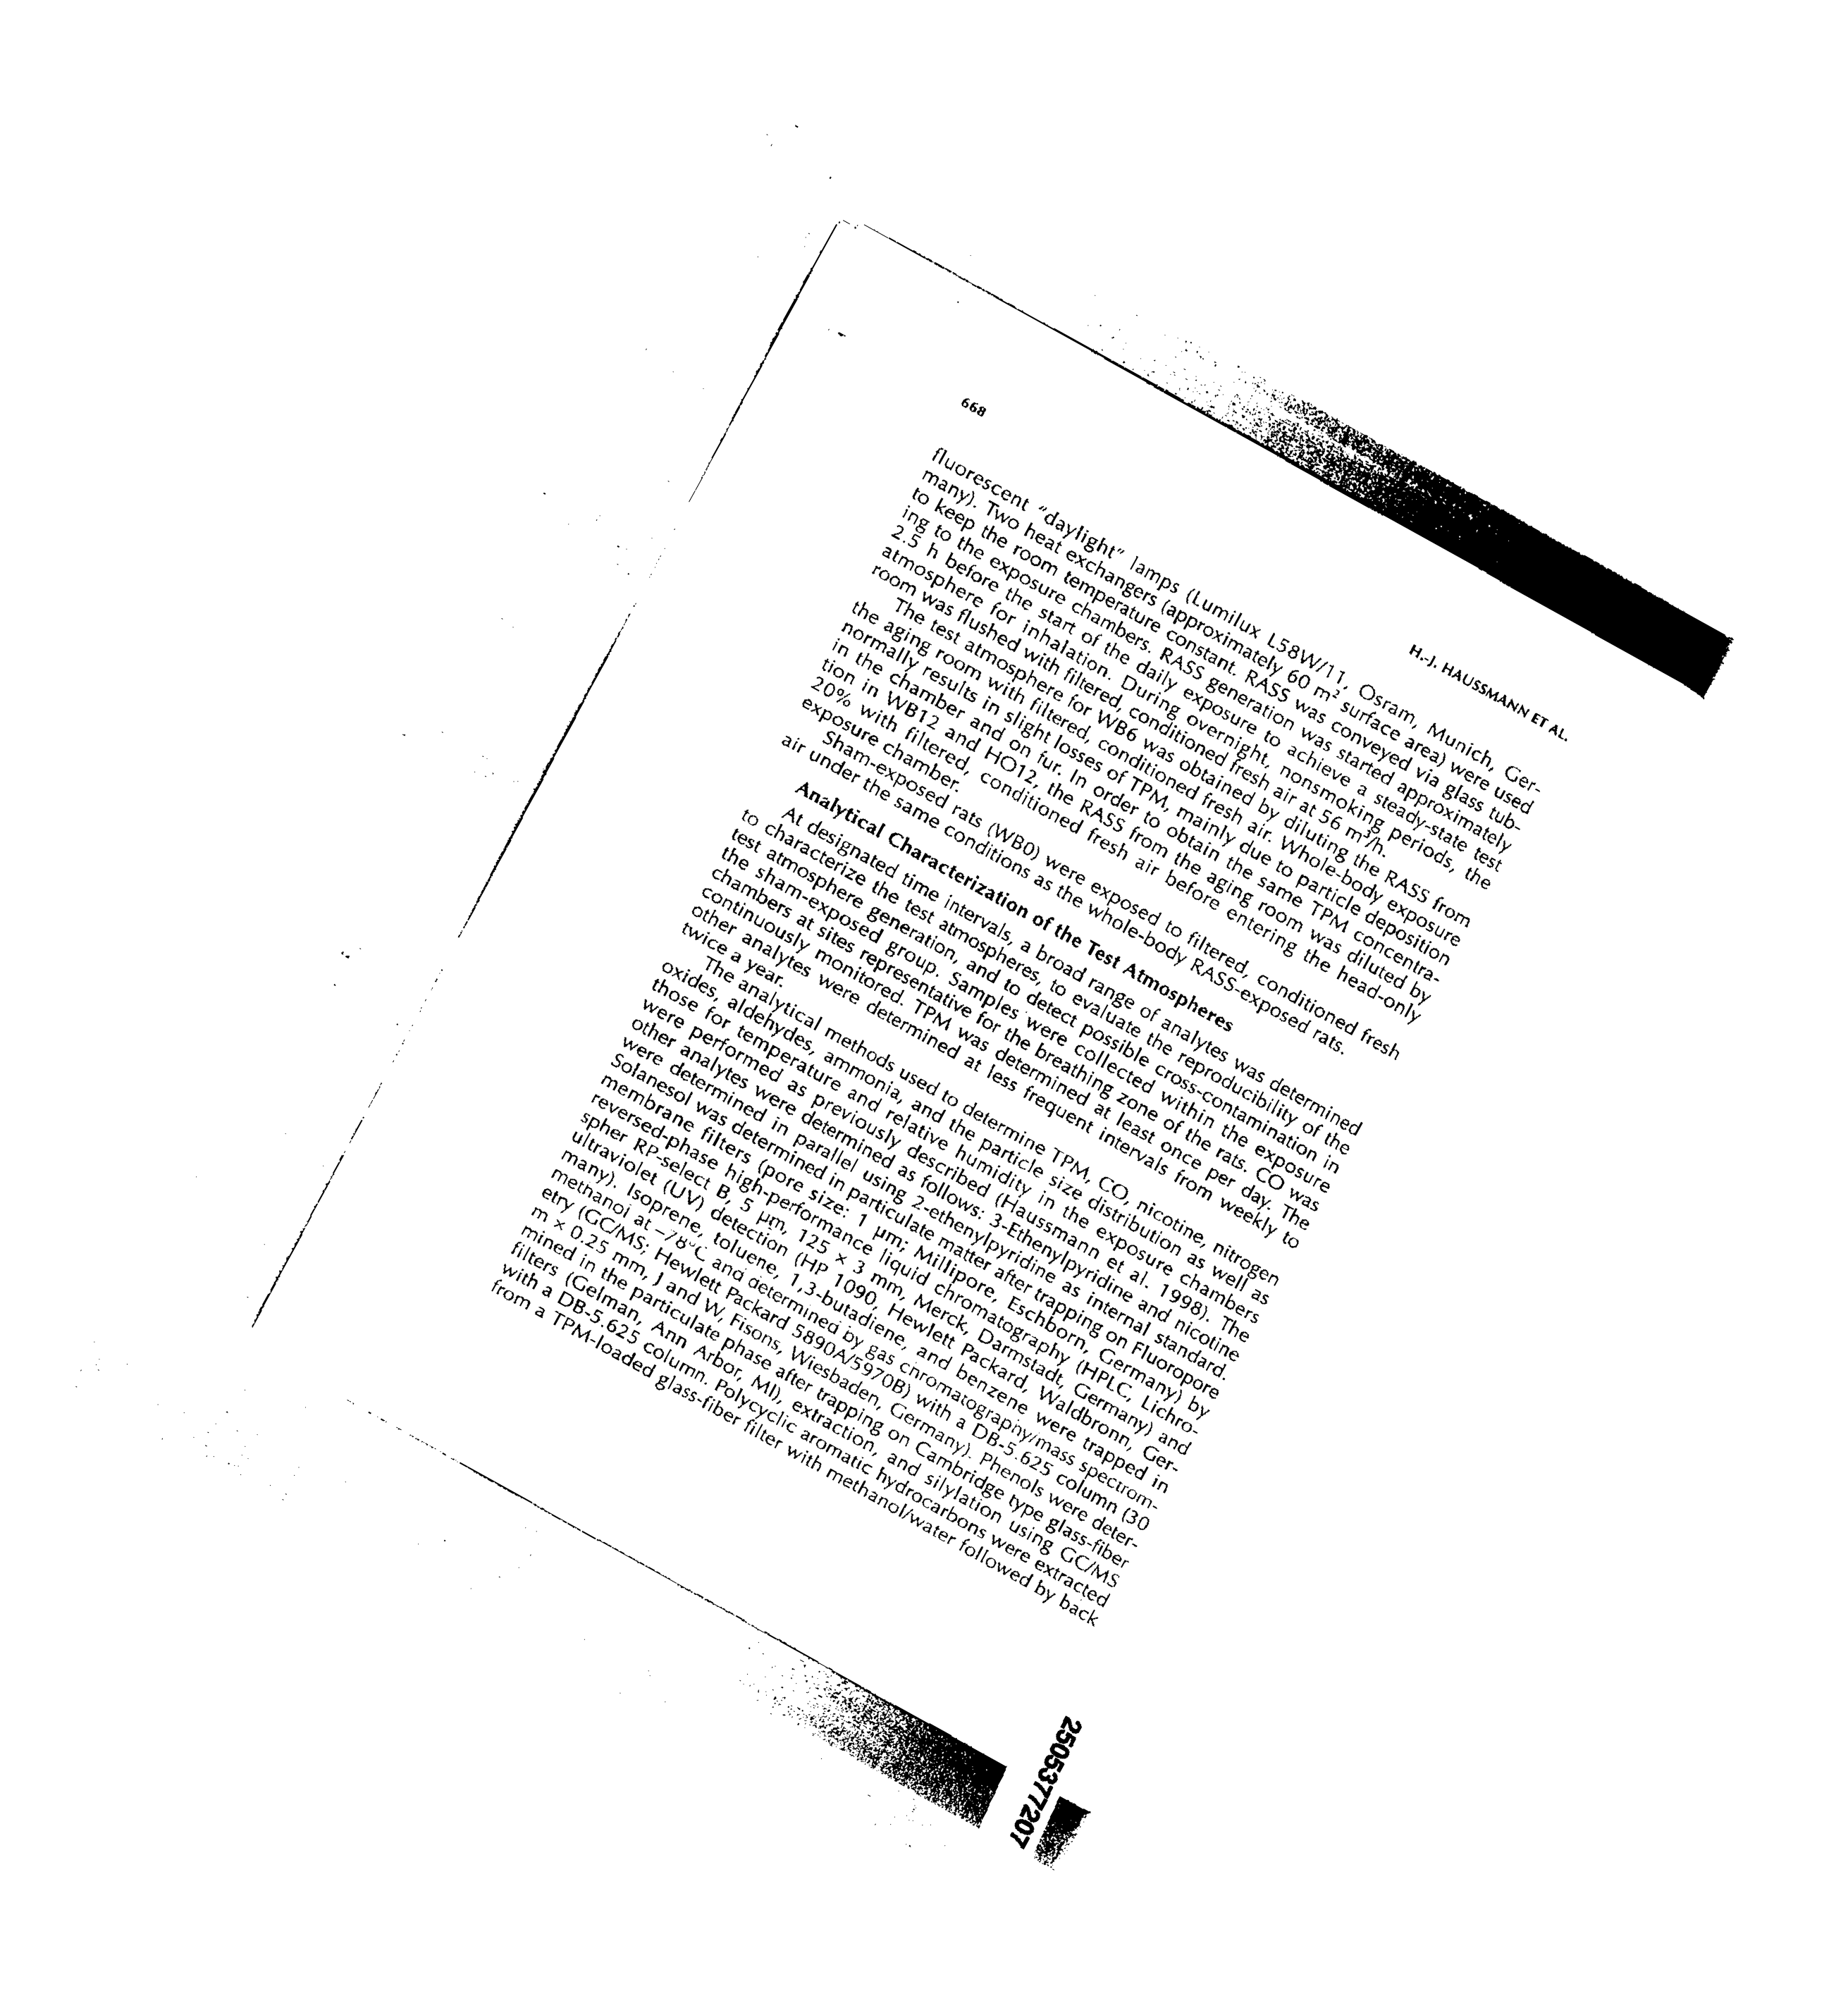 668
H.-J. HAUSSMANN ET AL.
fluorescent "daylight" lamps (Lumilux L58W/11, Osram, Munich, Ger-
many). Two heat exchangers (approximately 60 m² surface area) were used
to keep the room temperature constant. RASS was conveyed via glass tub-
ing to the exposure chambers. RASS generation was started approximately
2.5 h before the start of the daily exposure to achieve a steady-state test
atmosphere for inhalation. During overnight, nonsmoking periods, the
room was flushed with filtered, conditioned fresh air at 56 m³/h.
The test atmosphere for WB6 was obtained by diluting the RASS from
the aging room with filtered, conditioned fresh air. Whole-body exposure
normally results in slight losses of TPM, mainly due to particle deposition
in the chamber and on fur. In order to obtain the same TPM concentra-
tion in WB12 and HO12, the RASS from the aging room was diluted by
20% with filtered, conditioned fresh air before entering the head-only
exposure chamber.
Sham-exposed rats (WB0) were exposed to filtered, conditioned fresh
air under the same conditions as the whole-body RASS-exposed rats.
Analytical Characterization of the Test Atmospheres
At designated time intervals, a broad range of analytes was determined
to characterize the test atmospheres, to evaluate the reproducibility of the
test atmosphere generation, and to detect possible cross-contamination in
the sham-exposed group. Samples were collected within the exposure
chambers at sites representative for the breathing zone of the rats. CO was
continuously monitored. TPM was determined at least once per day. The
other analytes were determined at less frequent intervals from weekly to
twice a year.
The analytical methods used to determine TPM, CO, nicotine, nitrogen
oxides, aldehydes, ammonia, and the particle size distribution as well as
those for temperature and relative humidity in the exposure chambers
were performed as previously described (Haussmann et al. 1998). The
other analytes were determined as follows: 3-Ethenylpyridine and nicotine
were determined in parallel using 2-ethenylpyridine as internal standard.
Solanesol was determined in particulate matter after trapping on Fluoropore
membrane filters (pore size: 1 µm; Millipore, Eschborn, Germany) by
reversed-phase high-performance liquid chromatography (HPLC, Lichro-
spher RP-select B, 5 µm, 125 × 3 mm, Merck, Darmstadt, Germany) and
ultraviolet (UV) detection (HP 1090, Hewlett Packard, Waldbronn, Ger-
many). Isoprene, toluene, 1,3-butadiene, and benzene were trapped in
methanol at −78°C and determined by gas chromatography/mass spectrom-
etry (GC/MS; Hewlett Packard 5890A/5970B) with a DB-5.625 column (30
m × 0.25 mm, J and W, Fisons, Wiesbaden, Germany). Phenols were deter-
mined in the particulate phase after trapping on Cambridge type glass-fiber
filters (Gelman, Ann Arbor, MI), extraction, and silylation using GC/MS
with a DB-5.625 column. Polycyclic aromatic hydrocarbons were extracted
from a TPM-loaded glass-fiber filter with methanol/water followed by back
2505377207